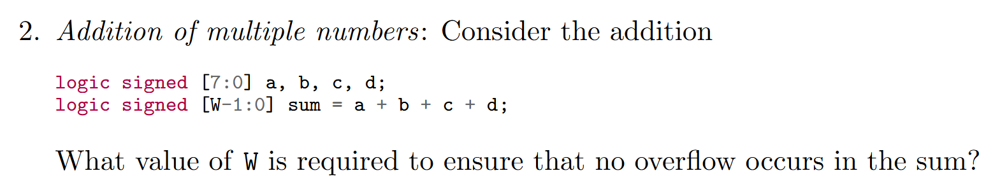 2. Addition of multiple numbers: Consider the addition
logic signed [7:0] a, b, c, d;
logic signed [W-1:0] sum = a + b + c + d;
What value of W is required to ensure that no overflow occurs in the sum?